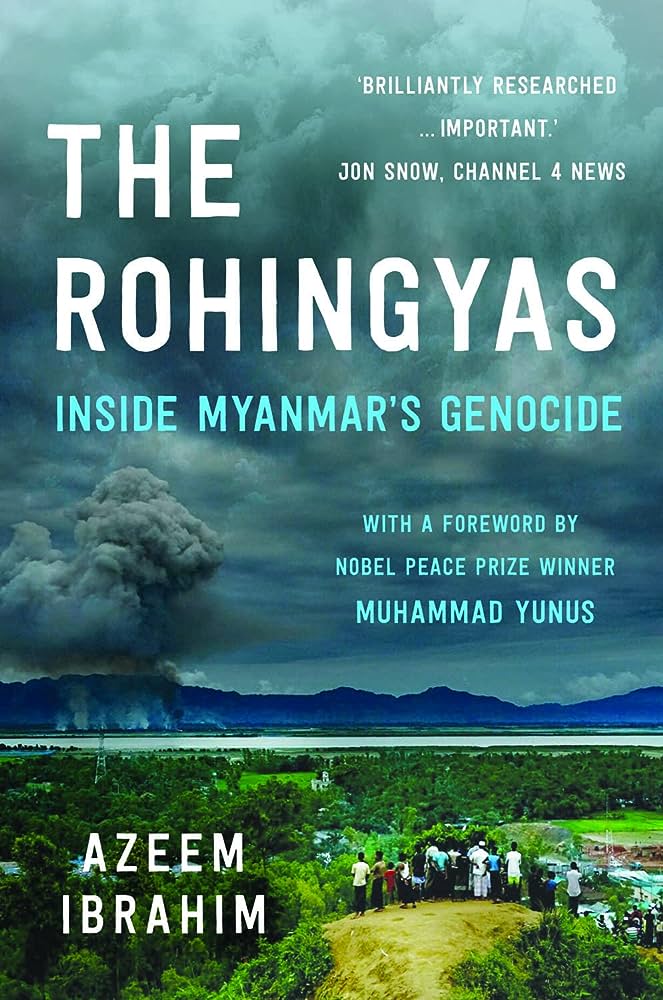 'BRILLIANTLY RESEARCHED
... IMPORTANT.'
JON SNOW, CHANNEL 4 NEWS
THE
ROHINGYAS
INSIDE MYANMAR'S GENOCIDE
WITH A FOREWORD BY
NOBEL PEACE PRIZE WINNER
MUHAMMAD YUNUS
AZEEM
IBRAHIM